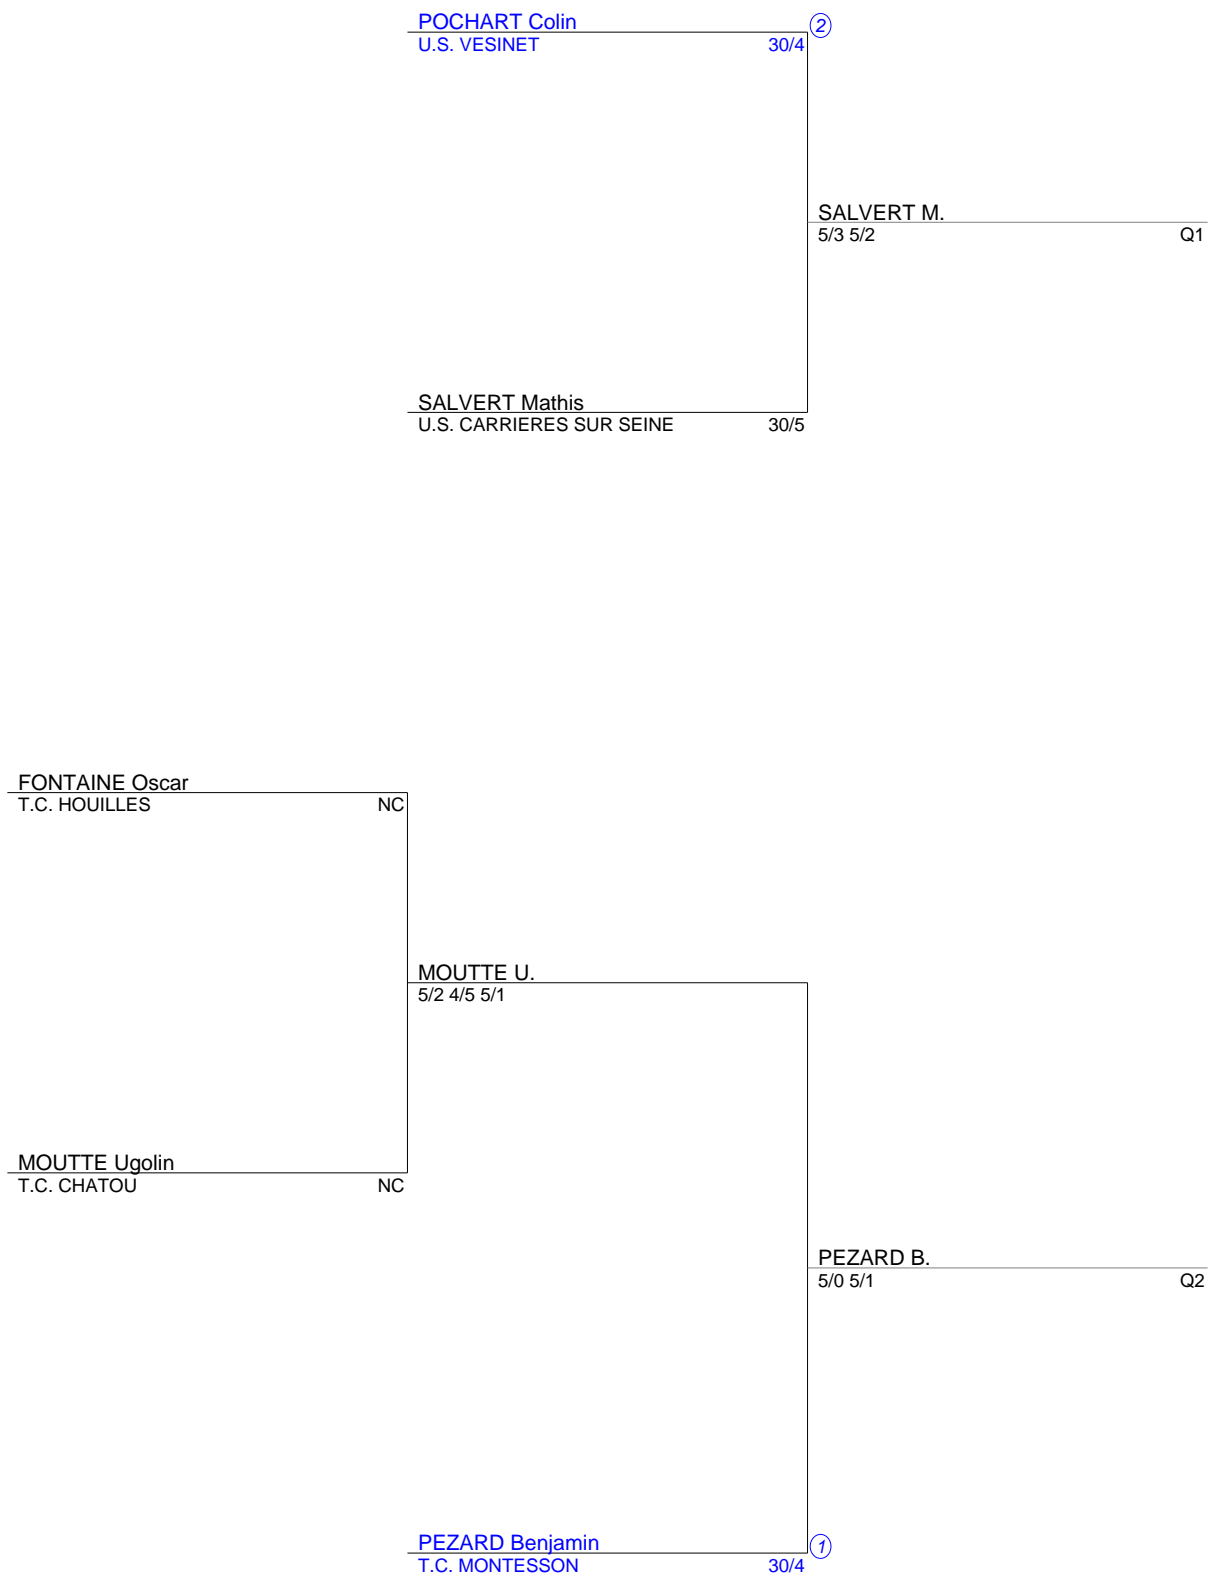 POCHART Colin 2
U.S. VESINET 30/4
SALVERT M.
5/3 5/2 Q1
SALVERT Mathis
U.S. CARRIERES SUR SEINE 30/5
FONTAINE Oscar
T.C. HOUILLES NC
MOUTTE U.
5/2 4/5 5/1
MOUTTE Ugolin
T.C. CHATOU NC
PEZARD B.
5/0 5/1 Q2
PEZARD Benjamin 1
T.C. MONTESSON 30/4